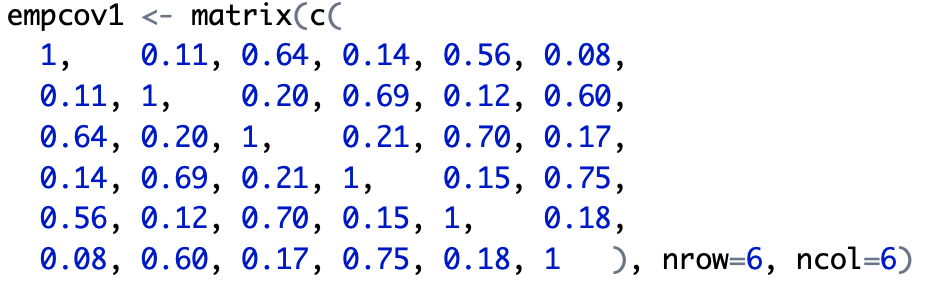 empcov1 <- matrix(c(
1, 0.11, 0.64, 0.14, 0.56, 0.08,
0.11, 1, 0.20, 0.69, 0.12, 0.60,
0.64, 0.20, 1, 0.21, 0.70, 0.17,
0.14, 0.69, 0.21, 1, 0.15, 0.75,
0.56, 0.12, 0.70, 0.15, 1, 0.18,
0.08, 0.60, 0.17, 0.75, 0.18, 1 ), nrow=6, ncol=6)